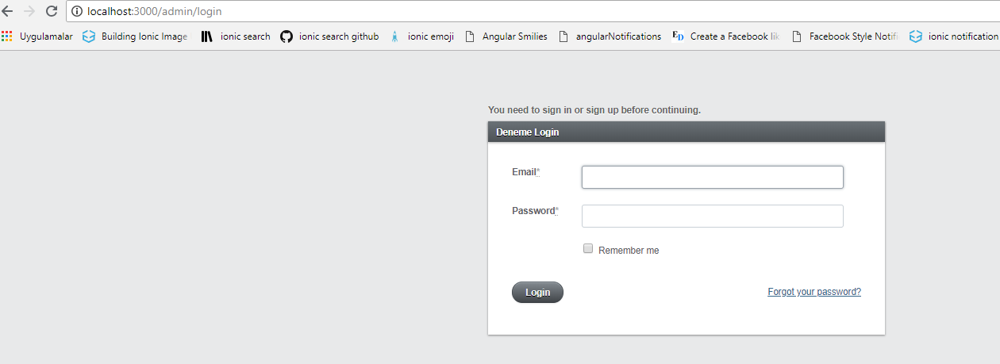 localhost:3000/admin/login
Uygulamalar Building Ionic Image ionic search ionic search github ionic emoji Angular Smilies angularNotifications ED Create a Facebook lik Facebook Style Notifi ionic notification
You need to sign in or sign up before continuing.
Deneme Login
Email*
Password*
Remember me
Login Forgot your password?